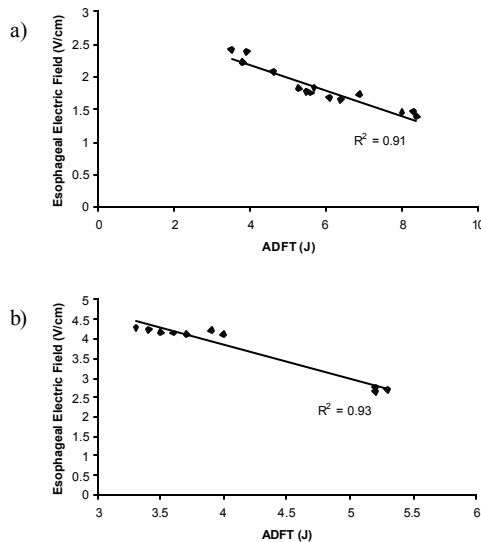 a)
Esophageal Electric Field (V/cm)
3
2.5
2
1.5
1
0.5
0
R² = 0.91
0 2 4 6 8 10
ADFT (J)
b)
Esophageal Electric Field (V/cm)
5
4.5
4
3.5
3
2.5
2
1.5
1
0.5
0
R² = 0.93
3 3.5 4 4.5 5 5.5 6
ADFT (J)